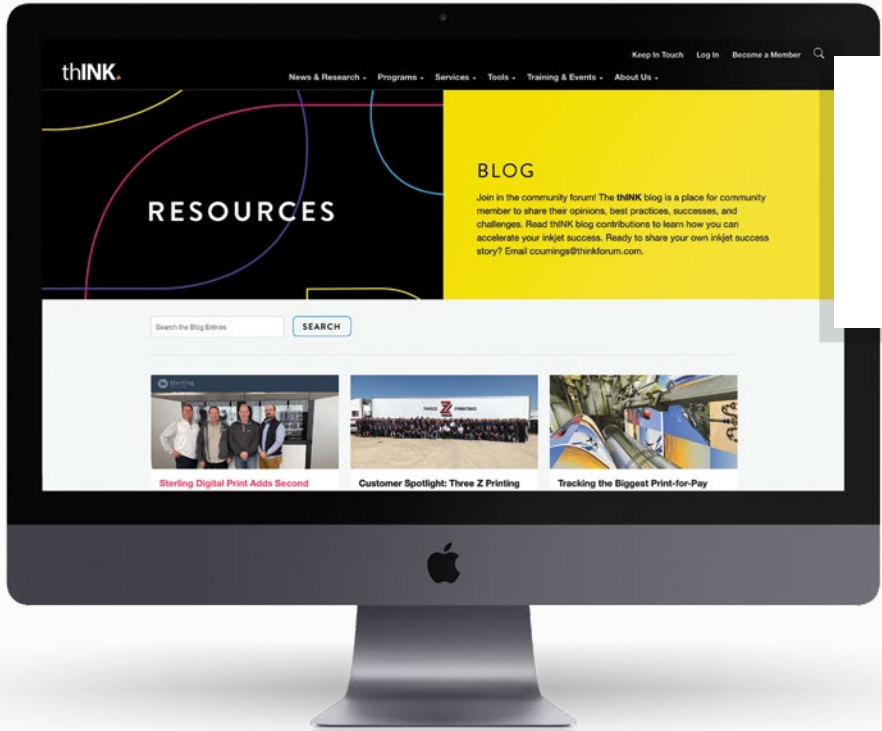 Keep In Touch Log In Become a Member
thINK.
News & Research Programs Services Tools Training & Events About Us
RESOURCES
BLOG
Join in the community forum! The thINK blog is a place for community
member to share their opinions, best practices, successes, and
challenges. Read thINK blog contributions to learn how you can
accelerate your inkjet success. Ready to share your own inkjet success
story? Email ccumings@thinkforum.com.
Search the Blog Entries
SEARCH
Sterling
THREE Z PRINTING
Sterling Digital Print Adds Second
Customer Spotlight: Three Z Printing
Tracking the Biggest Print-for-Pay